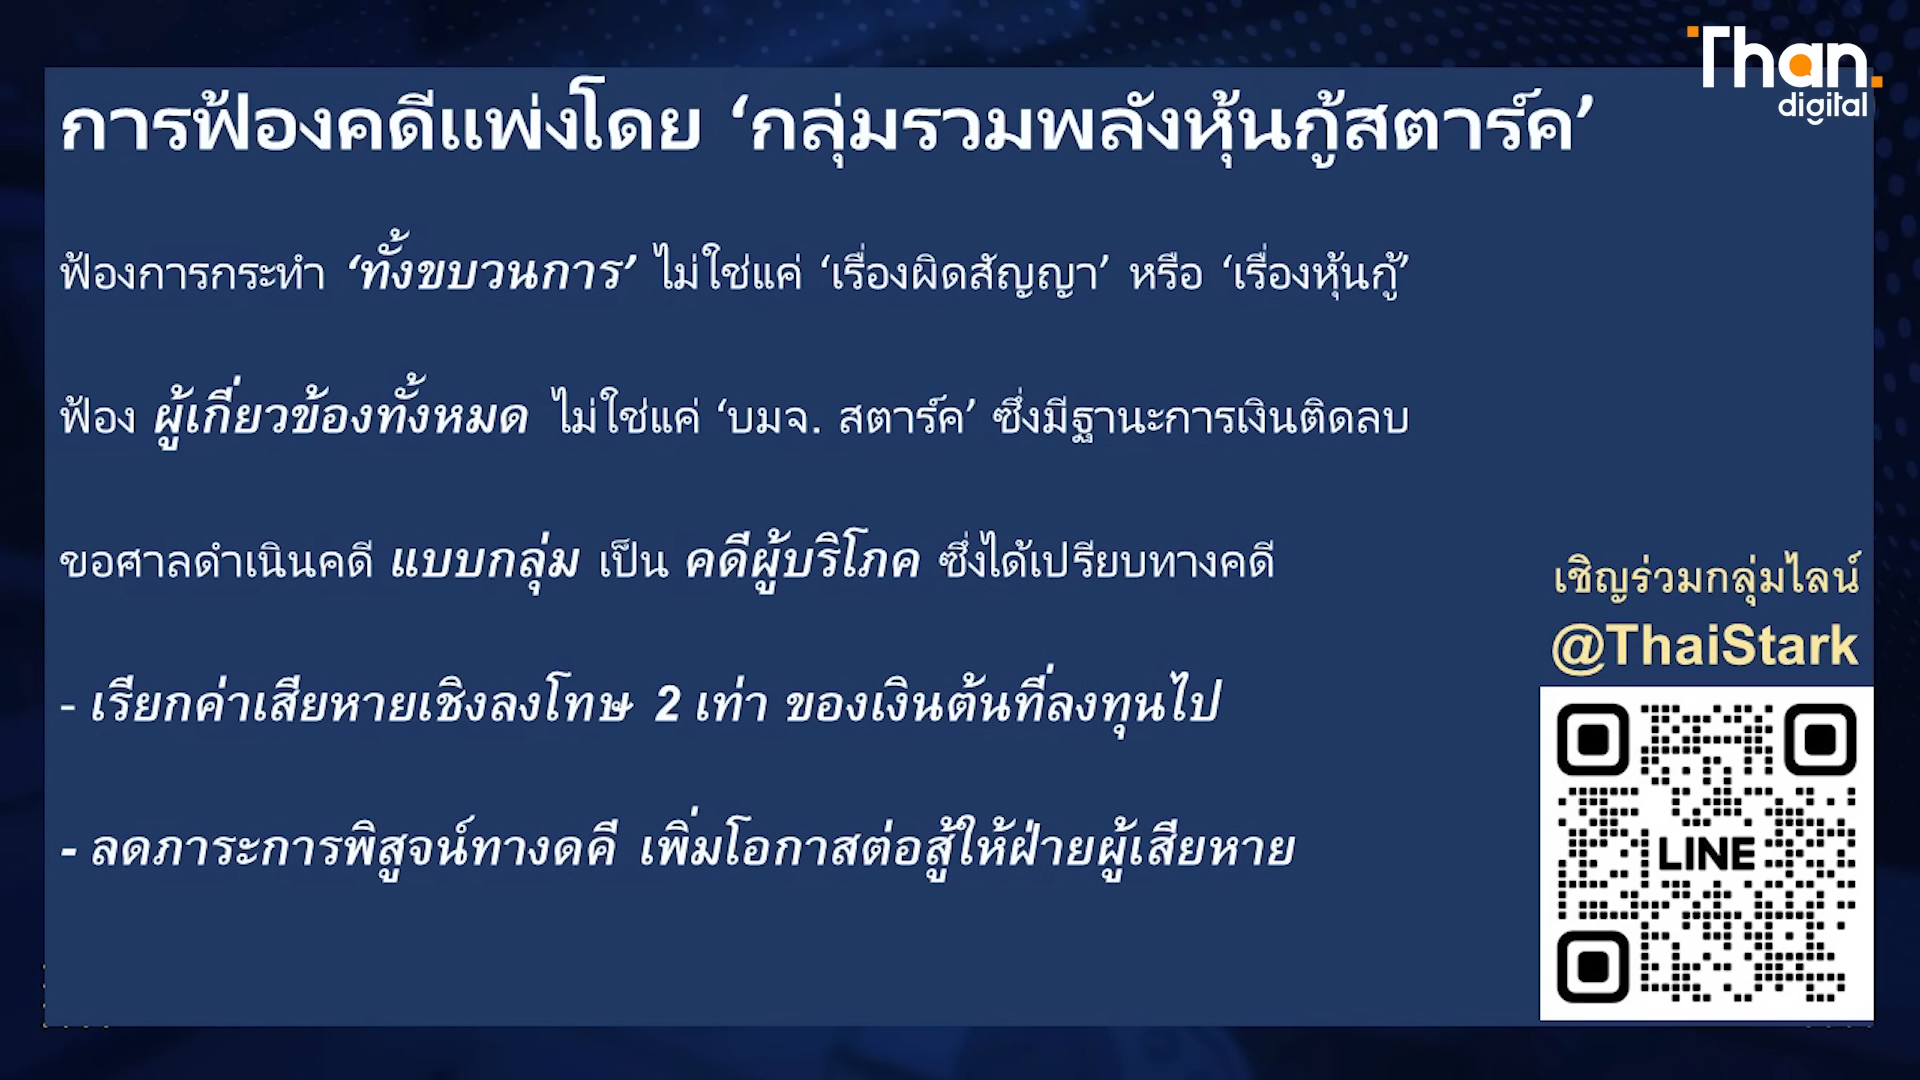 Than.
digital
การฟ้องคดีแพ่งโดย ‘กลุ่มรวมพลังหุ้นกู้สตาร์ค’
ฟ้องการกระทำ ‘ทั้งขบวนการ’ ไม่ใช่แค่ ‘เรื่องผิดสัญญา’ หรือ ‘เรื่องหุ้นกู้’
ฟ้อง ผู้เกี่ยวข้องทั้งหมด ไม่ใช่แค่ ‘บมจ. สตาร์ค’ ซึ่งมีฐานะการเงินติดลบ
ขอศาลดำเนินคดี แบบกลุ่ม เป็น คดีผู้บริโภค ซึ่งได้เปรียบทางคดี
- เรียกค่าเสียหายเชิงลงโทษ 2 เท่า ของเงินต้นที่ลงทุนไป
- ลดภาระการพิสูจน์ทางดคี เพิ่มโอกาสต่อสู้ให้ฝ่ายผู้เสียหาย
เชิญร่วมกลุ่มไลน์
@ThaiStark
LINE